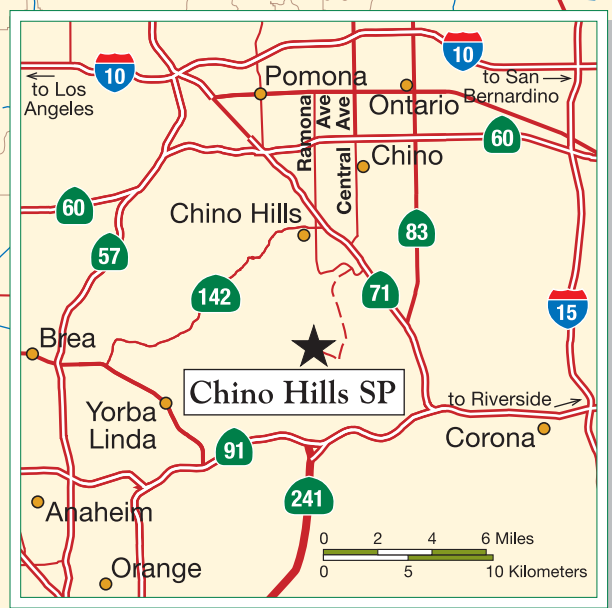 10
10
to Los
Angeles
Pomona
to San
Bernardino
Ontario
Ramona
Ave
Central
Ave
60
Chino
60
Chino Hills
83
57
142
71
15
Brea
Chino Hills SP
to Riverside
Yorba
Linda
Corona
91
241
Anaheim
0 2 4 6 Miles
0 5 10 Kilometers
Orange